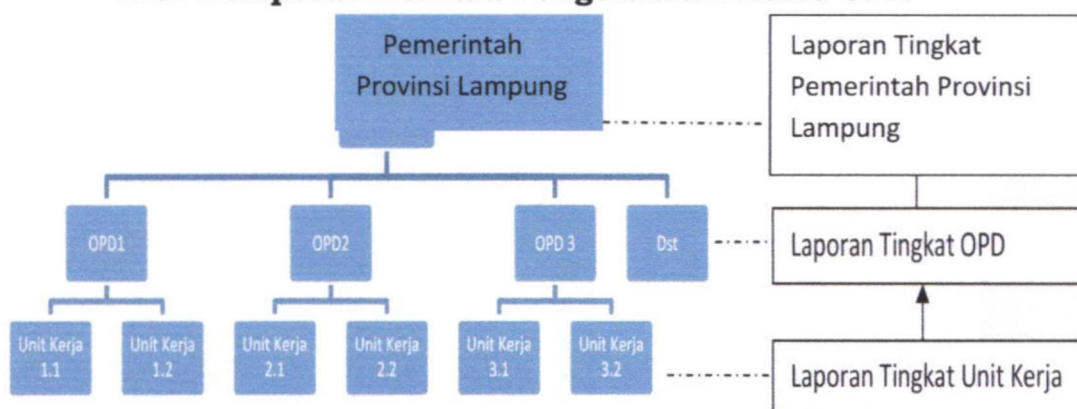 Pemerintah
Provinsi Lampung
Laporan Tingkat
Pemerintah Provinsi
Lampung
OPD1
OPD2
OPD 3
Dst
Laporan Tingkat OPD
Unit Kerja
1.1
Unit Kerja
1.2
Unit Kerja
2.1
Unit Kerja
2.2
Unit Kerja
3.1
Unit Kerja
3.2
Laporan Tingkat Unit Kerja